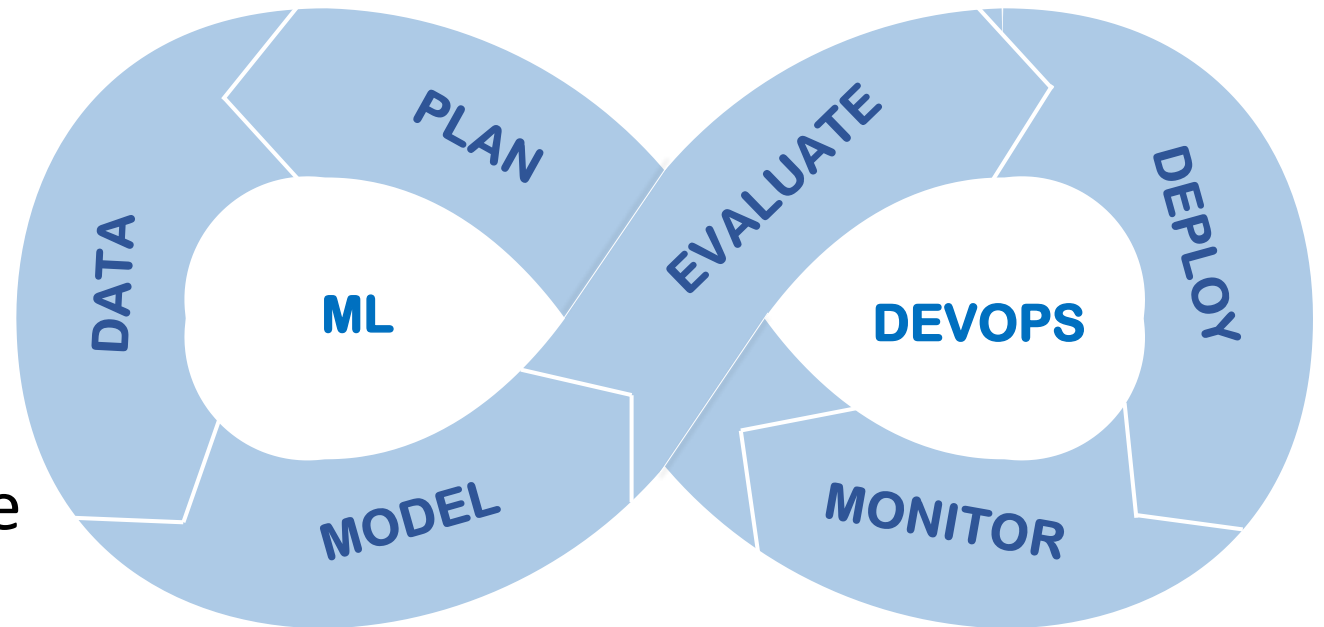 PLAN
EVALUATE
DEPLOY
DATA
ML
DEVOPS
MODEL
MONITOR
e